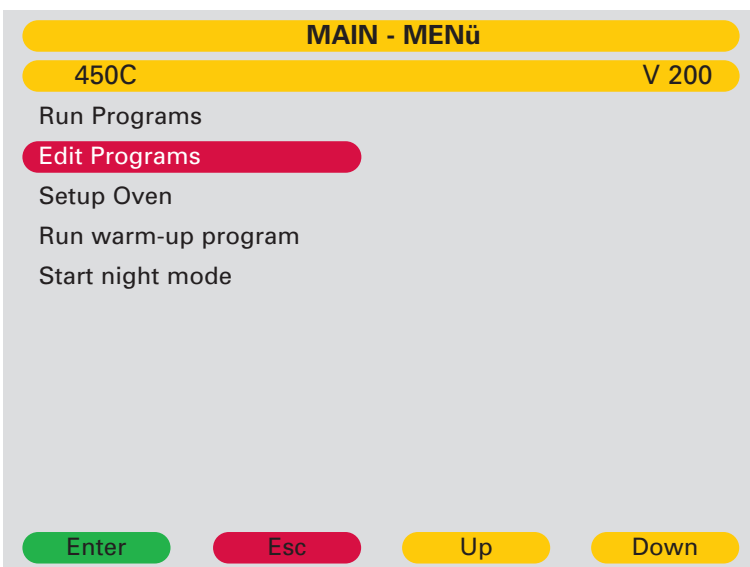 MAIN - MENü
450C V 200
Run Programs
Edit Programs
Setup Oven
Run warm-up program
Start night mode
Enter Esc Up Down